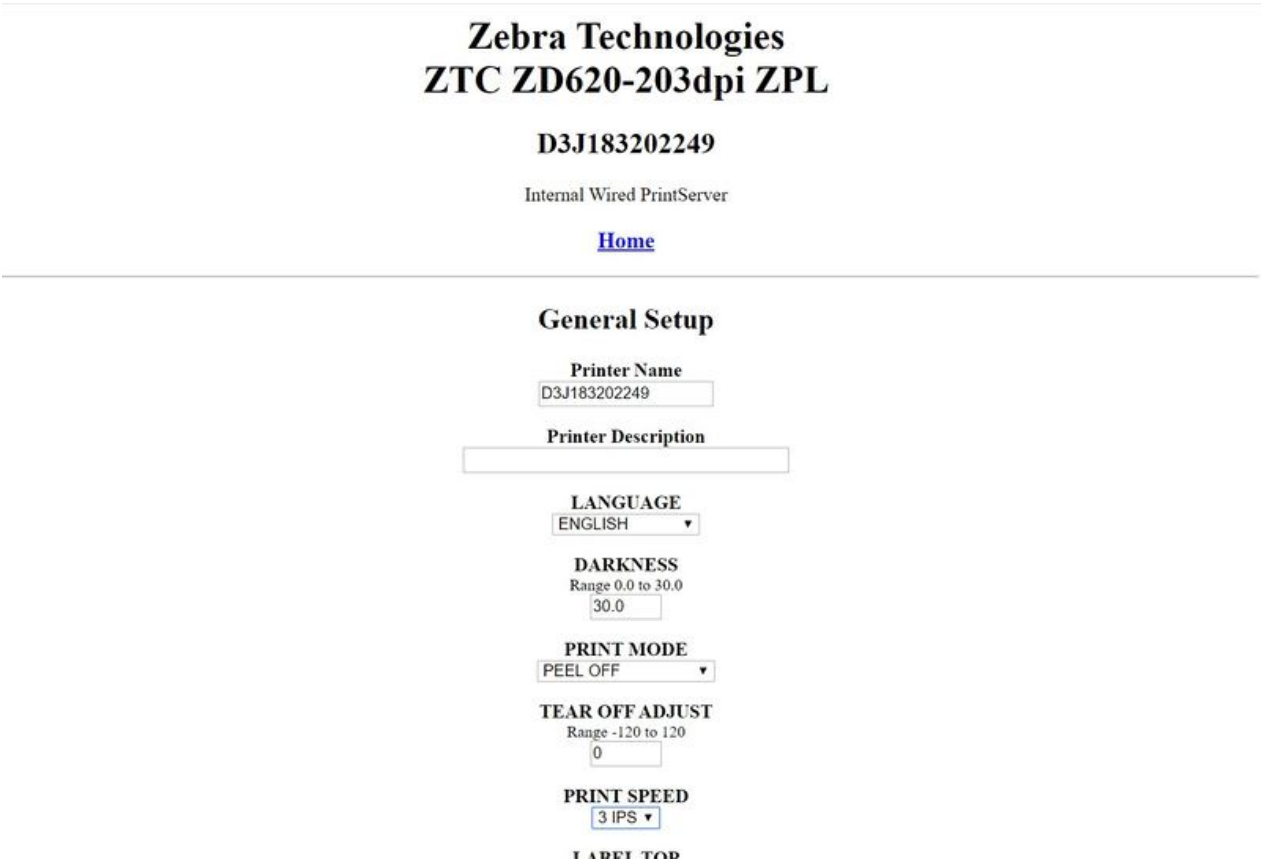 Zebra Technologies
ZTC ZD620-203dpi ZPL
D3J183202249
Internal Wired PrintServer
Home
General Setup
Printer Name
D3J183202249
Printer Description
LANGUAGE
ENGLISH
DARKNESS
Range 0.0 to 30.0
30.0
PRINT MODE
PEEL OFF
TEAR OFF ADJUST
Range -120 to 120
0
PRINT SPEED
3 IPS
LABEL TOP